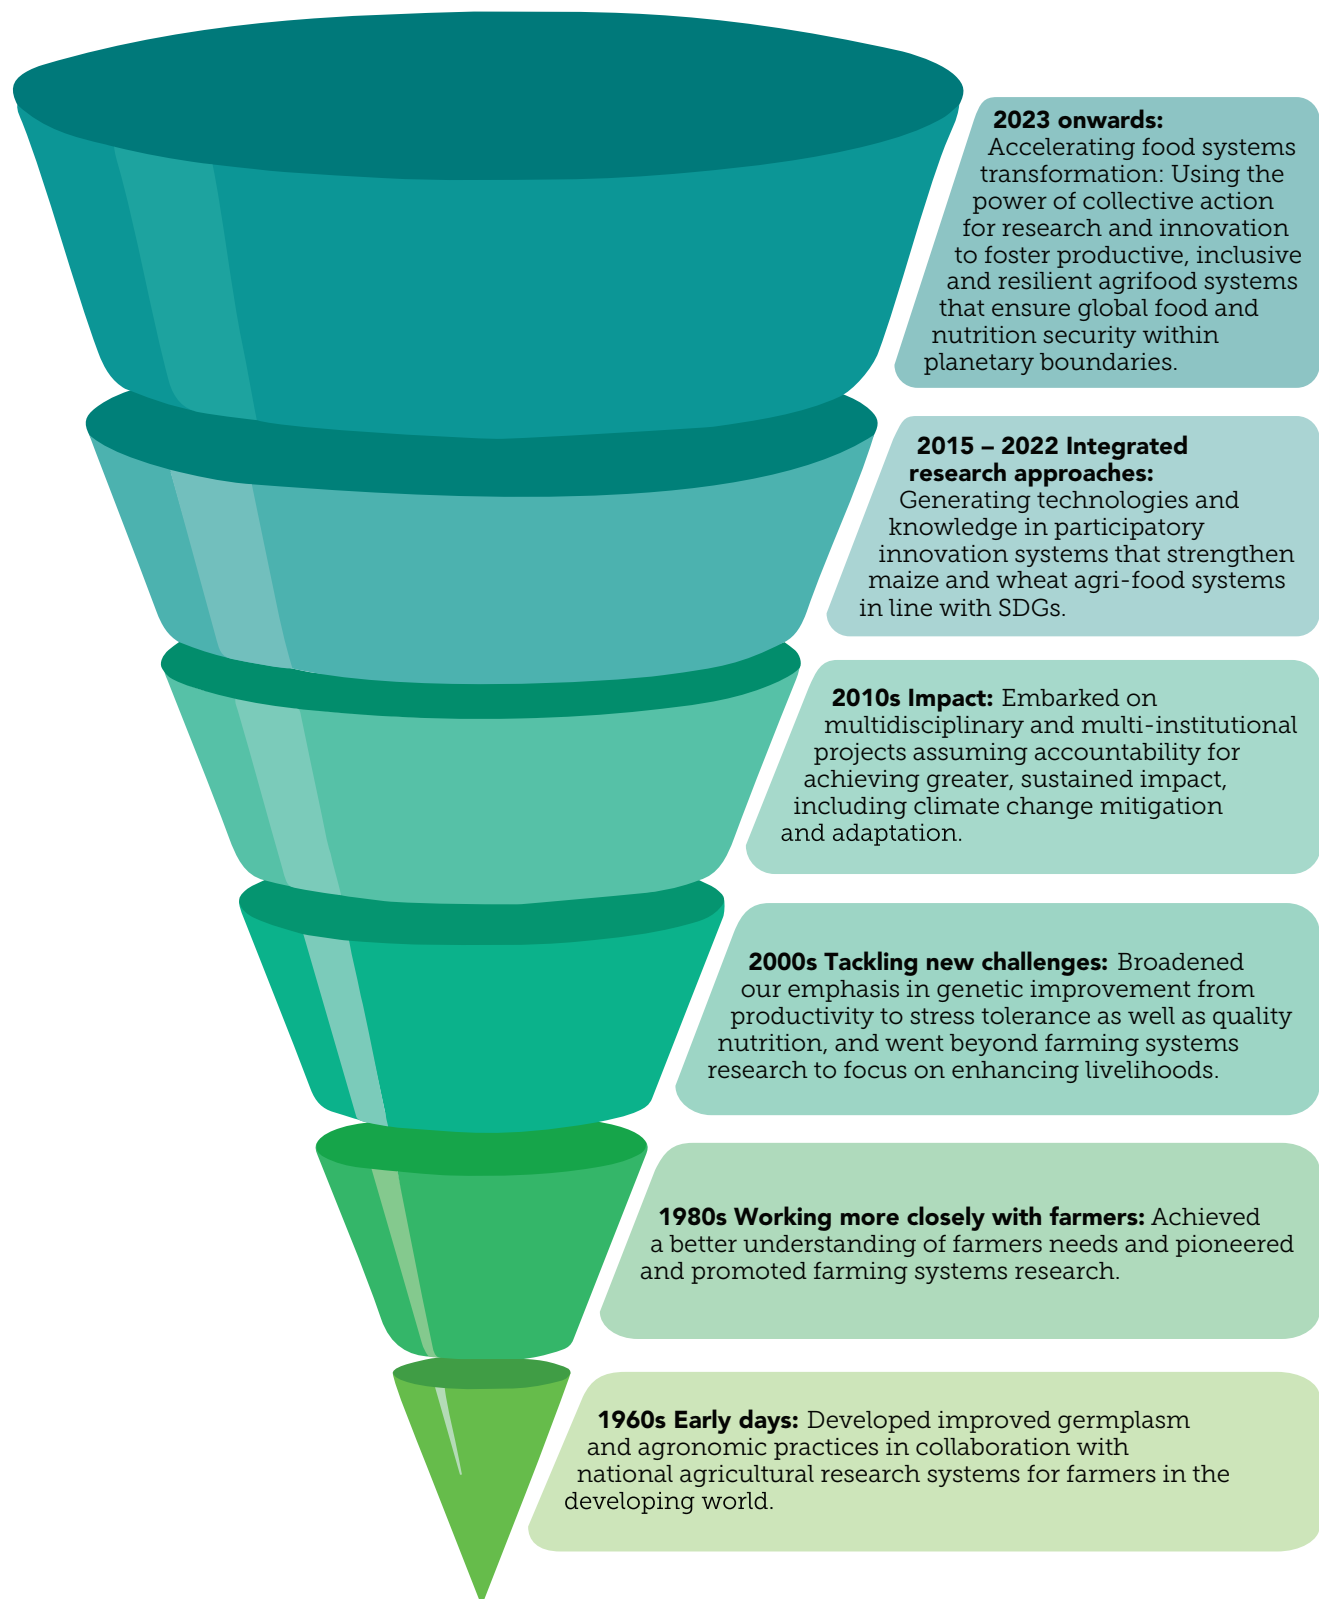 2023 onwards:
Accelerating food systems
transformation: Using the
power of collective action
for research and innovation
to foster productive, inclusive
and resilient agrifood systems
that ensure global food and
nutrition security within
planetary boundaries.
2015 – 2022 Integrated
research approaches:
Generating technologies and
knowledge in participatory
innovation systems that strengthen
maize and wheat agri-food systems
in line with SDGs.
2010s Impact: Embarked on
multidisciplinary and multi-institutional
projects assuming accountability for
achieving greater, sustained impact,
including climate change mitigation
and adaptation.
2000s Tackling new challenges: Broadened
our emphasis in genetic improvement from
productivity to stress tolerance as well as quality
nutrition, and went beyond farming systems
research to focus on enhancing livelihoods.
1980s Working more closely with farmers: Achieved
a better understanding of farmers needs and pioneered
and promoted farming systems research.
1960s Early days: Developed improved germplasm
and agronomic practices in collaboration with
national agricultural research systems for farmers in the
developing world.